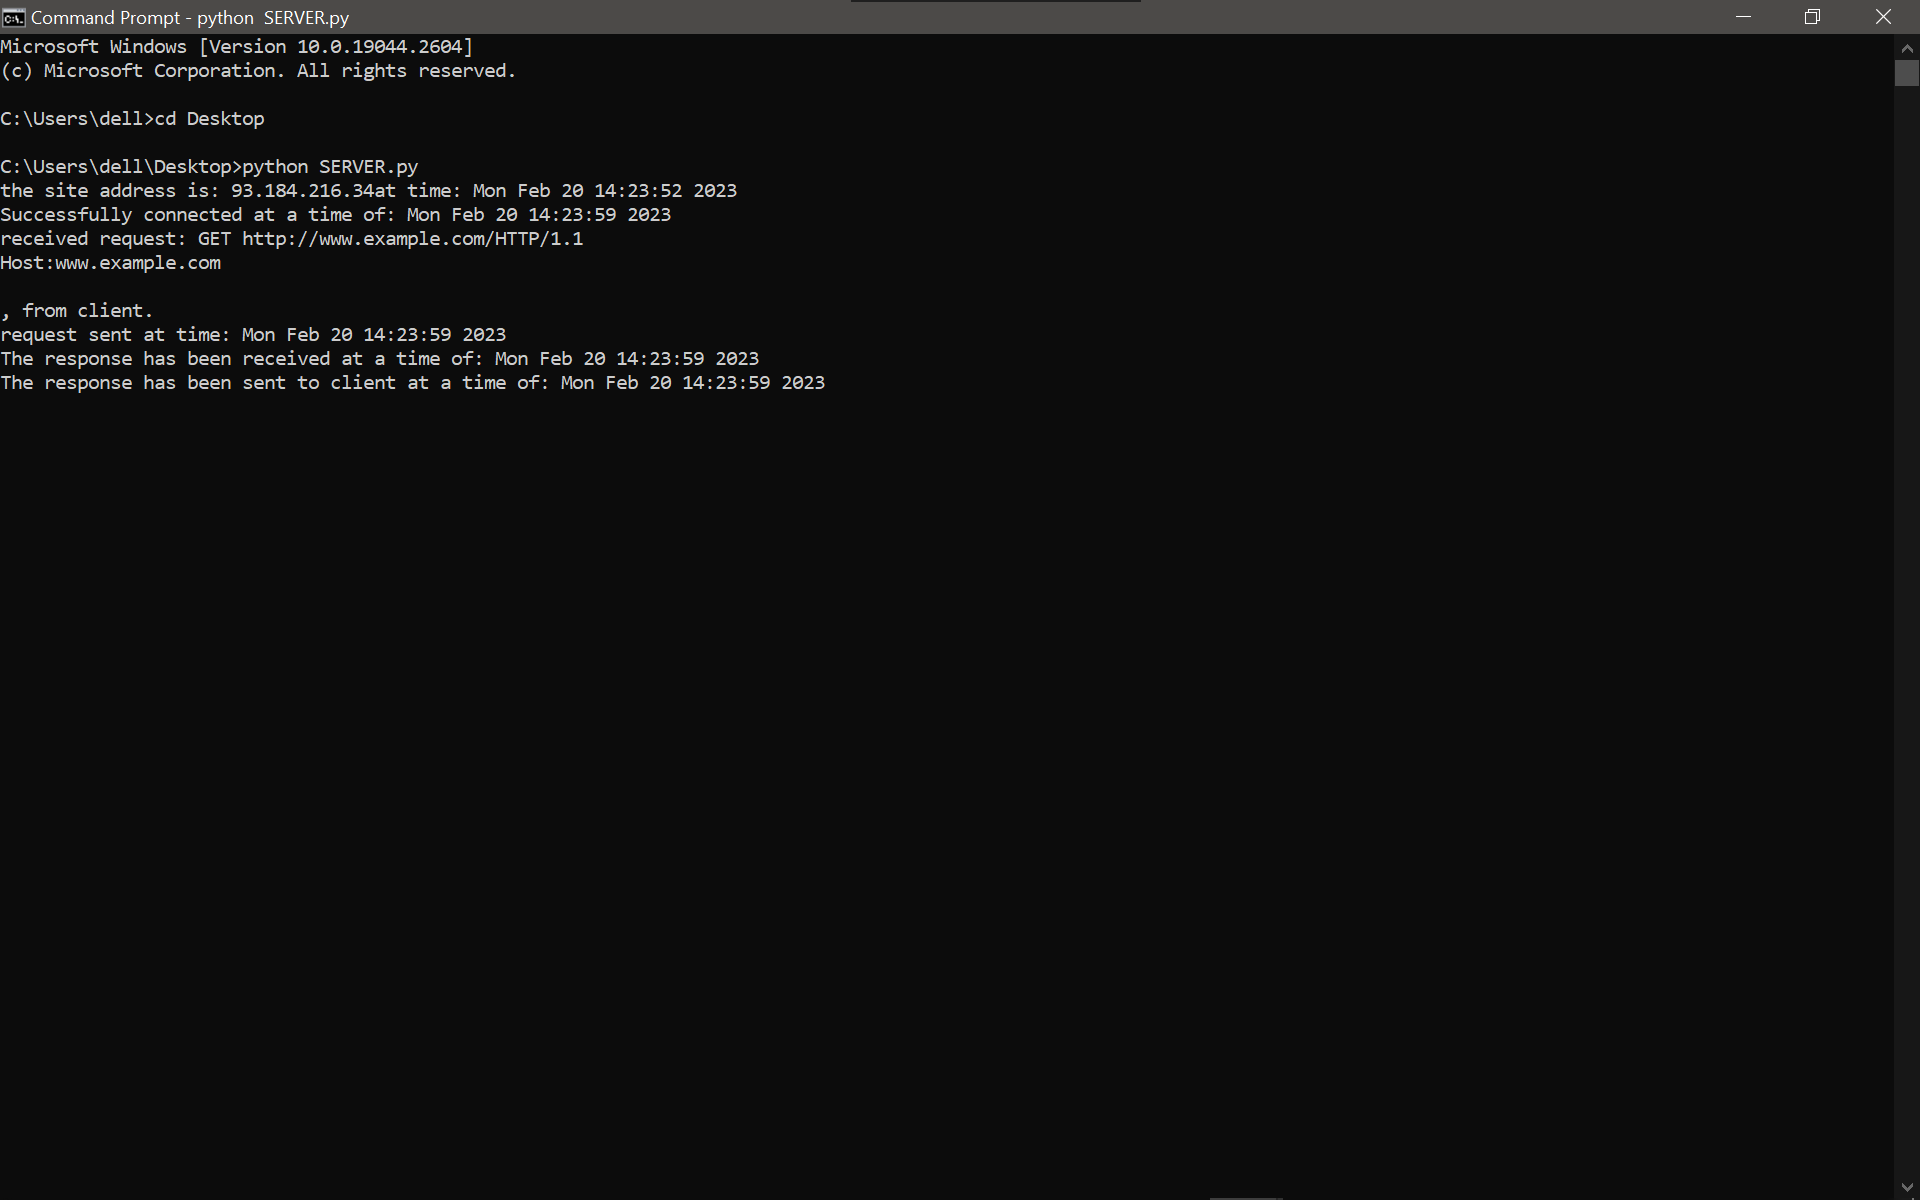 Command Prompt - python  SERVER.py
Microsoft Windows [Version 10.0.19044.2604]
(c) Microsoft Corporation. All rights reserved.
C:\Users\dell>cd Desktop
C:\Users\dell\Desktop>python SERVER.py
the site address is: 93.184.216.34at time: Mon Feb 20 14:23:52 2023
Successfully connected at a time of: Mon Feb 20 14:23:59 2023
received request: GET http://www.example.com/HTTP/1.1
Host:www.example.com
, from client.
request sent at time: Mon Feb 20 14:23:59 2023
The response has been received at a time of: Mon Feb 20 14:23:59 2023
The response has been sent to client at a time of: Mon Feb 20 14:23:59 2023